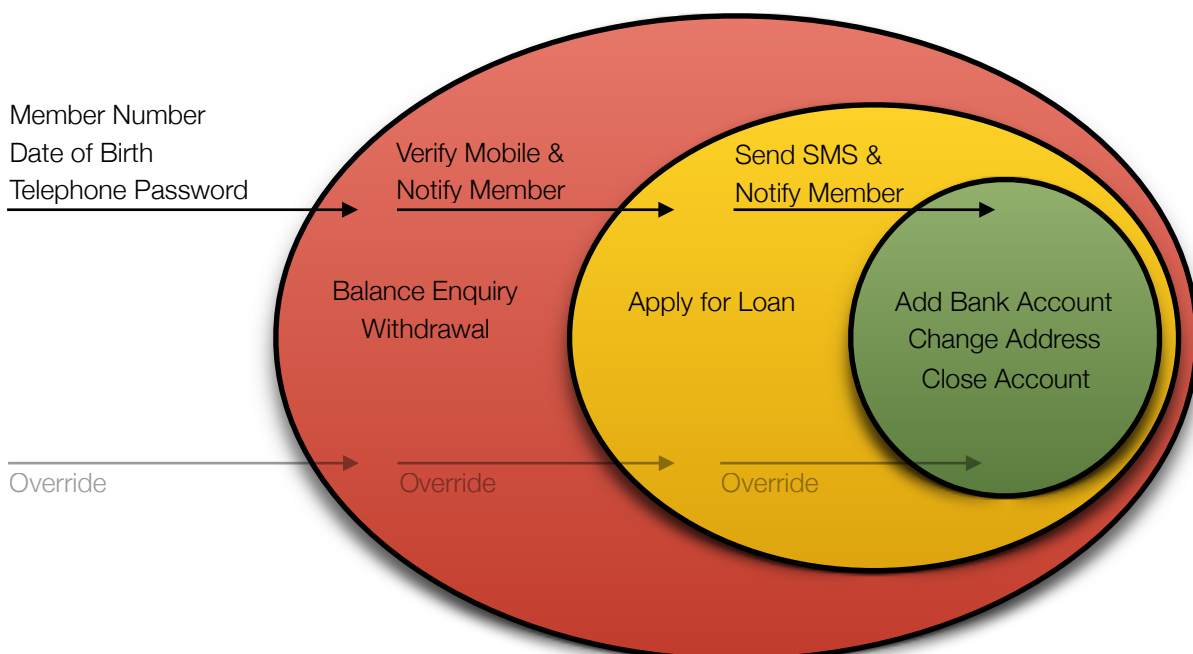 Member Number
Date of Birth
Telephone Password
Verify Mobile &
Notify Member
Send SMS &
Notify Member
Balance Enquiry
Withdrawal
Apply for Loan
Add Bank Account
Change Address
Close Account
Override
Override
Override